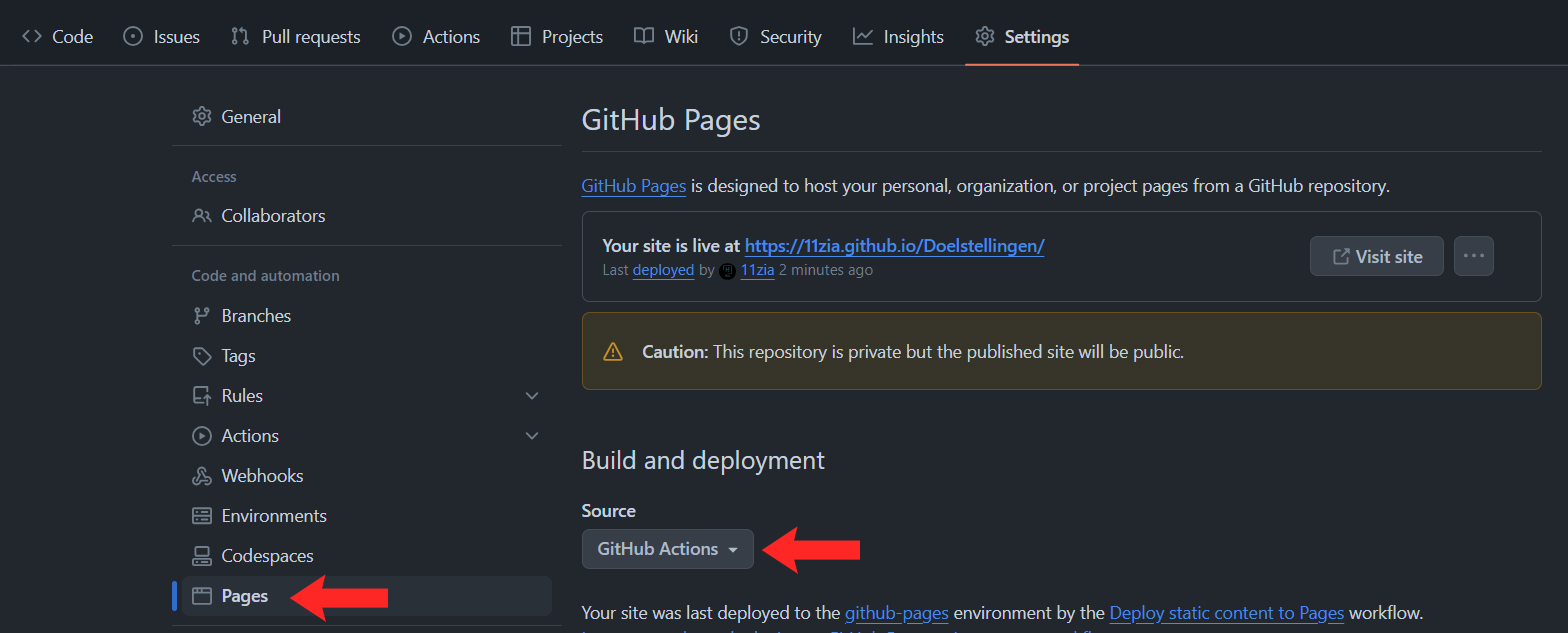 Code Issues Pull requests Actions Projects Wiki Security Insights Settings
General
Access
Collaborators
Code and automation
Branches
Tags
Rules
Actions
Webhooks
Environments
Codespaces
Pages
GitHub Pages
GitHub Pages is designed to host your personal, organization, or project pages from a GitHub repository.
Your site is live at https://11zia.github.io/Doelstellingen/
Last deployed by 11zia 2 minutes ago
Visit site
Caution: This repository is private but the published site will be public.
Build and deployment
Source
GitHub Actions
Your site was last deployed to the github-pages environment by the Deploy static content to Pages workflow.